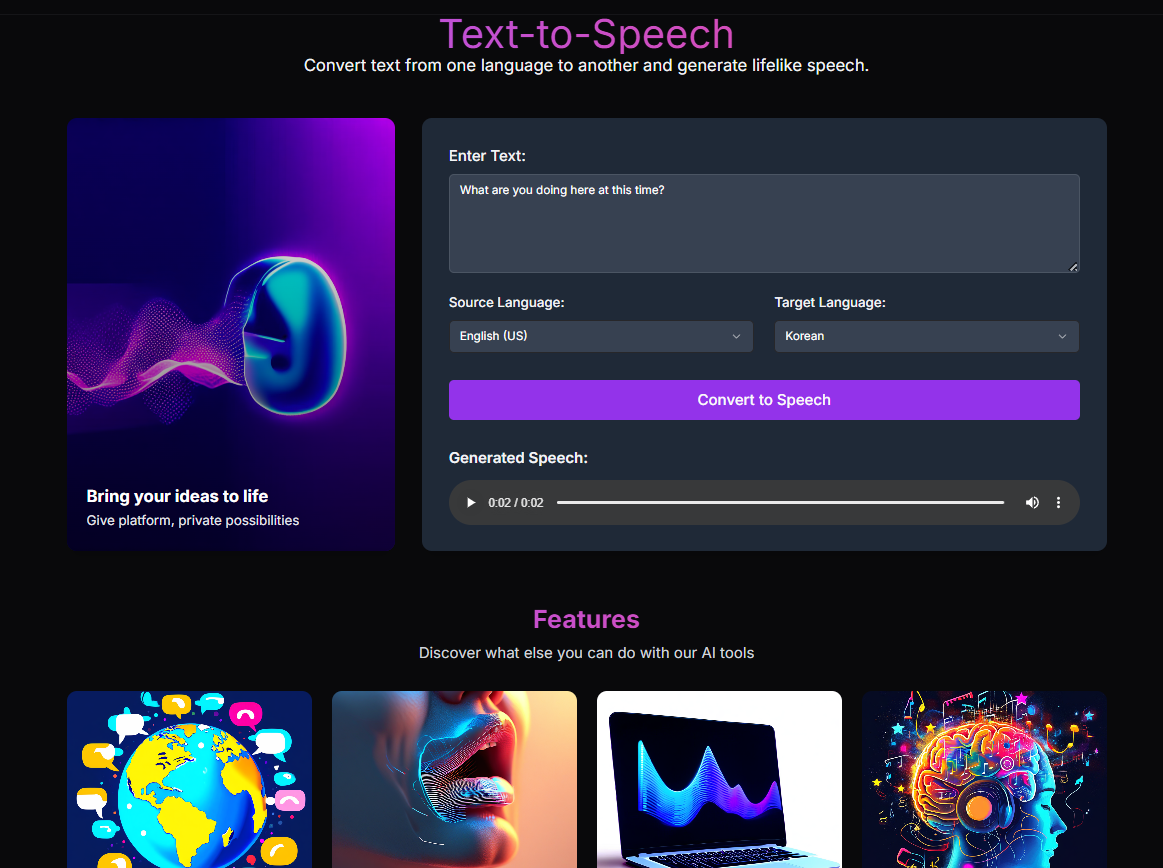 Text-to-Speech
Convert text from one language to another and generate lifelike speech.
Bring your ideas to life
Give platform, private possibilities
Enter Text:
What are you doing here at this time?
Source Language:
Target Language:
English (US)
Korean
Convert to Speech
Generated Speech:
0:02 / 0:02
Features
Discover what else you can do with our AI tools